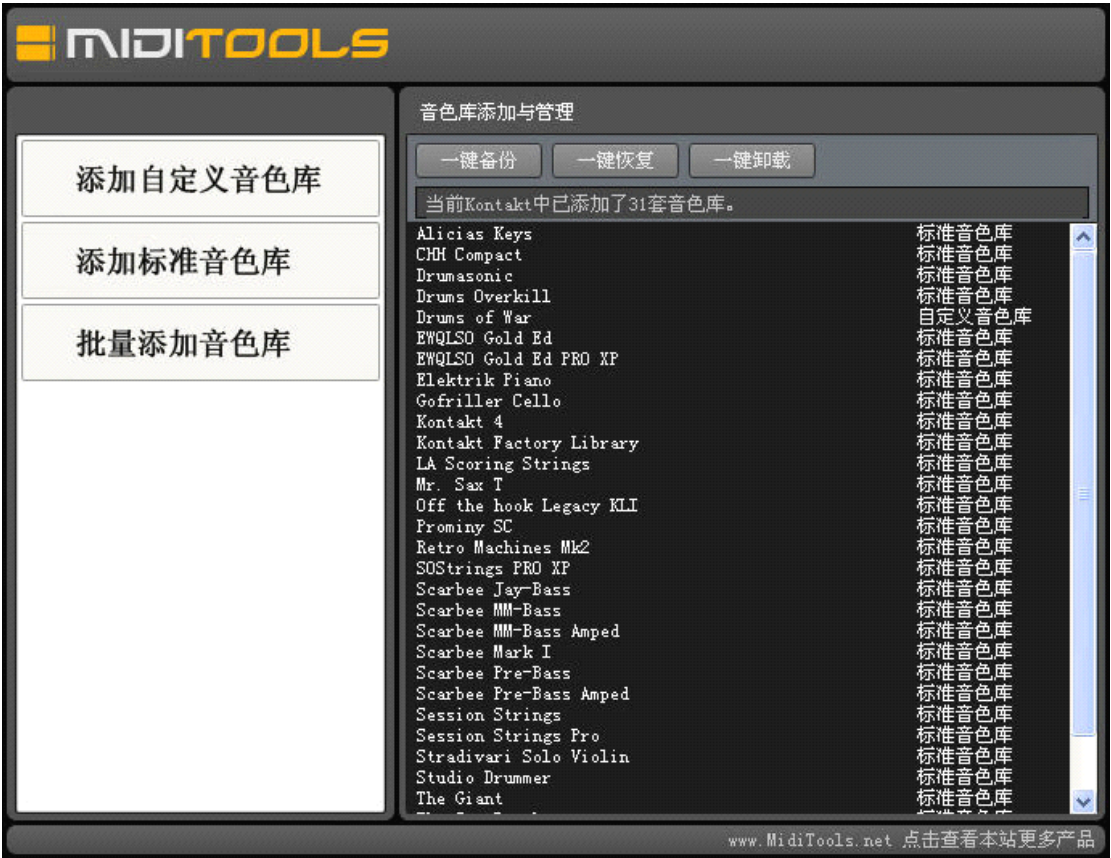 MIDITOOLS
添加自定义音色库
添加标准音色库
批量添加音色库
音色库添加与管理
一键备份 一键恢复 一键卸载
当前Kontakt中已添加了31套音色库。
Alicias Keys 标准音色库
CHH Compact 标准音色库
Drumasonic 标准音色库
Drums Overkill 标准音色库
Drums of War 自定义音色库
EWQLSO Gold Ed 标准音色库
EWQLSO Gold Ed PRO XP 标准音色库
Elektrik Piano 标准音色库
Gofriller Cello 标准音色库
Kontakt 4 标准音色库
Kontakt Factory Library 标准音色库
LA Scoring Strings 标准音色库
Mr. Sax T 标准音色库
Off the hook Legacy KLI 标准音色库
Prominy SC 标准音色库
Retro Machines Mk2 标准音色库
SOStrings PRO XP 标准音色库
Scarbee Jay-Bass 标准音色库
Scarbee MM-Bass 标准音色库
Scarbee MM-Bass Amped 标准音色库
Scarbee Mark I 标准音色库
Scarbee Pre-Bass 标准音色库
Scarbee Pre-Bass Amped 标准音色库
Session Strings 标准音色库
Session Strings Pro 标准音色库
Stradivari Solo Violin 标准音色库
Studio Drummer 标准音色库
The Giant 标准音色库
www.MidiTools.net 点击查看本站更多产品